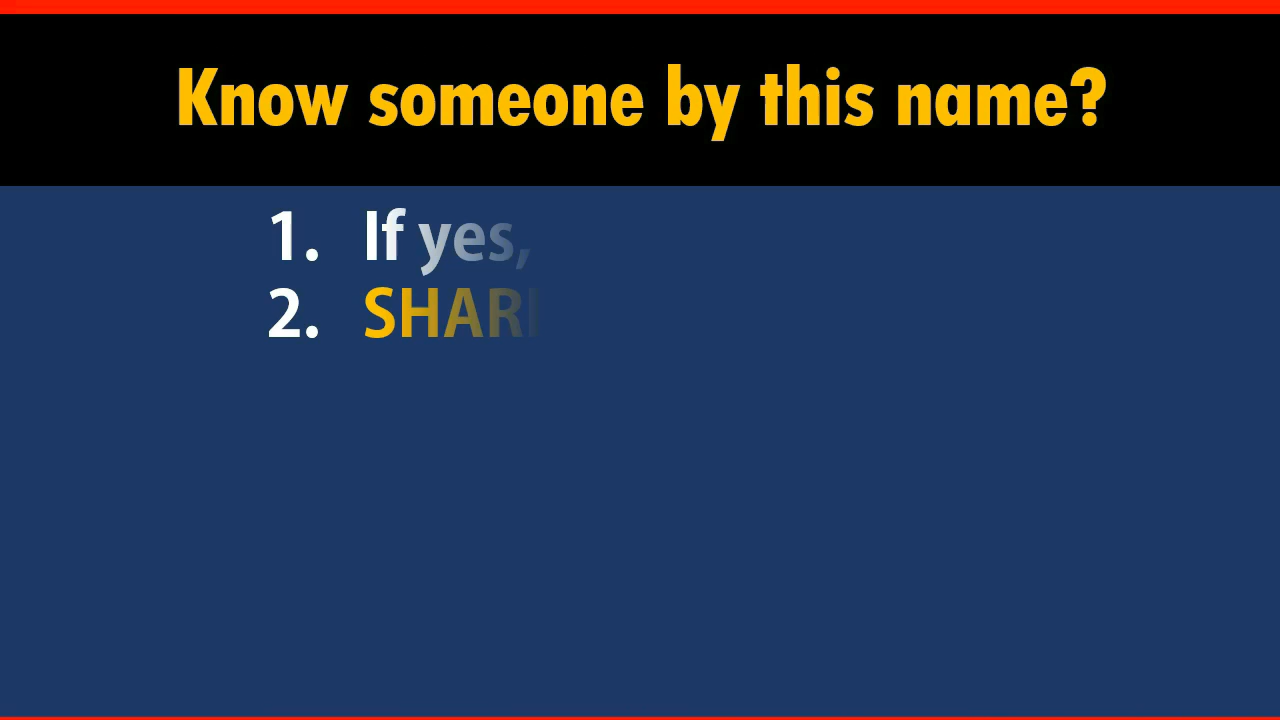 Know someone by this name?
1. If yes,
2. SHAR